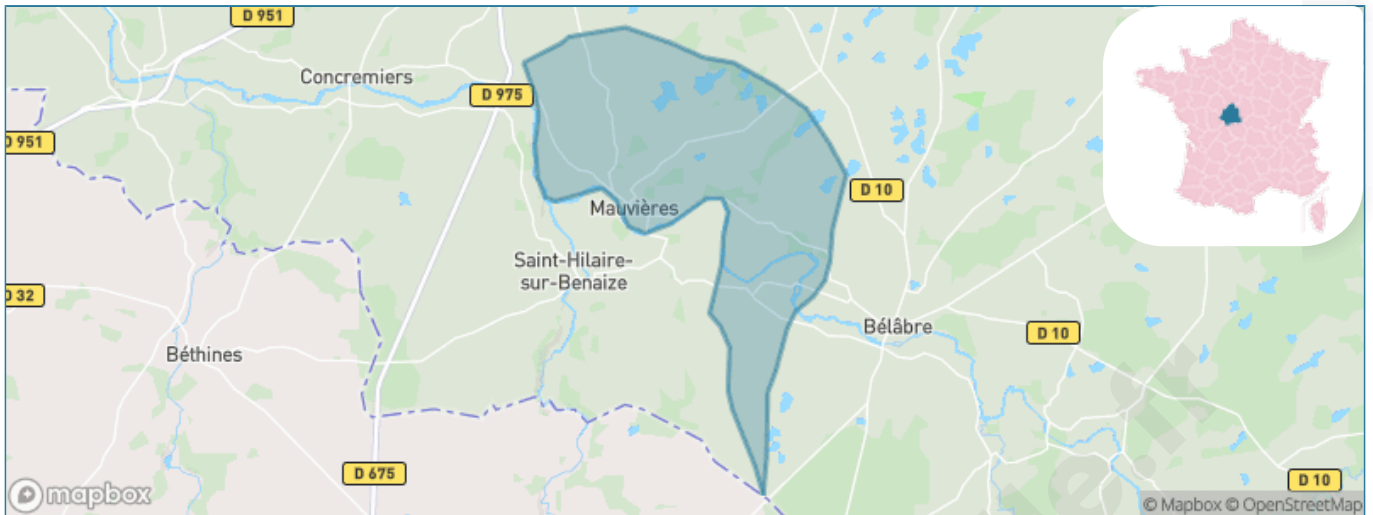 D 951
Concremiers
D 975
D 951
D 10
Mauvières
Saint-Hilaire-
sur-Benaize
D 32
Bélâbre
D 10
Béthines
D 675
D 10
mapbox
© Mapbox © OpenStreetMap